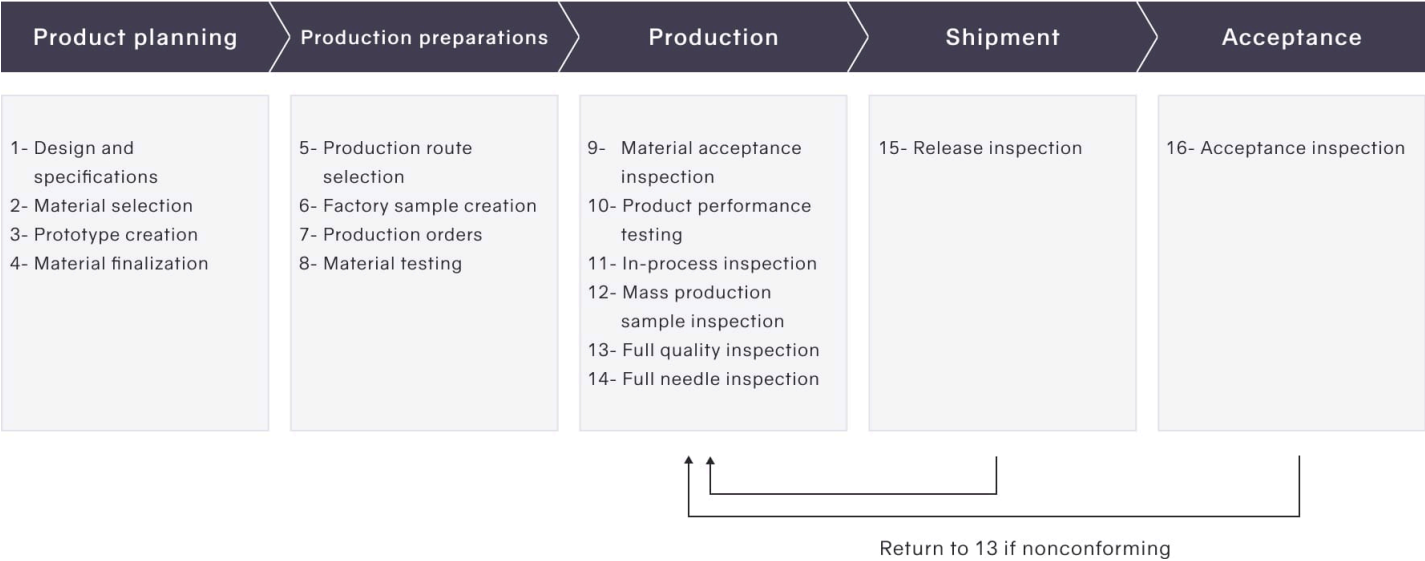 Product planning
Production preparations
Production
Shipment
Acceptance
1- Design and
specifications
2- Material selection
3- Prototype creation
4- Material finalization
5- Production route
selection
6- Factory sample creation
7- Production orders
8- Material testing
9- Material acceptance
inspection
10- Product performance
testing
11- In-process inspection
12- Mass production
sample inspection
13- Full quality inspection
14- Full needle inspection
15- Release inspection
16- Acceptance inspection
Return to 13 if nonconforming